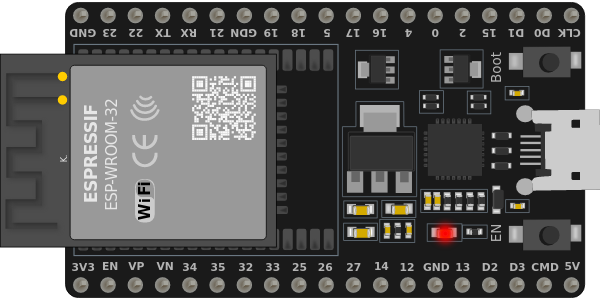 GND 23 22 TX RX 21 GND 19 18 5 17 16 4 0 2 15 D1 D0 CLK
Boot
ESPRESSIF
ESP-WROOM-32
CE
WiFi
EN
3V3 EN VP VN 34 35 32 33 25 26 27 14 12 GND 13 D2 D3 CMD 5V